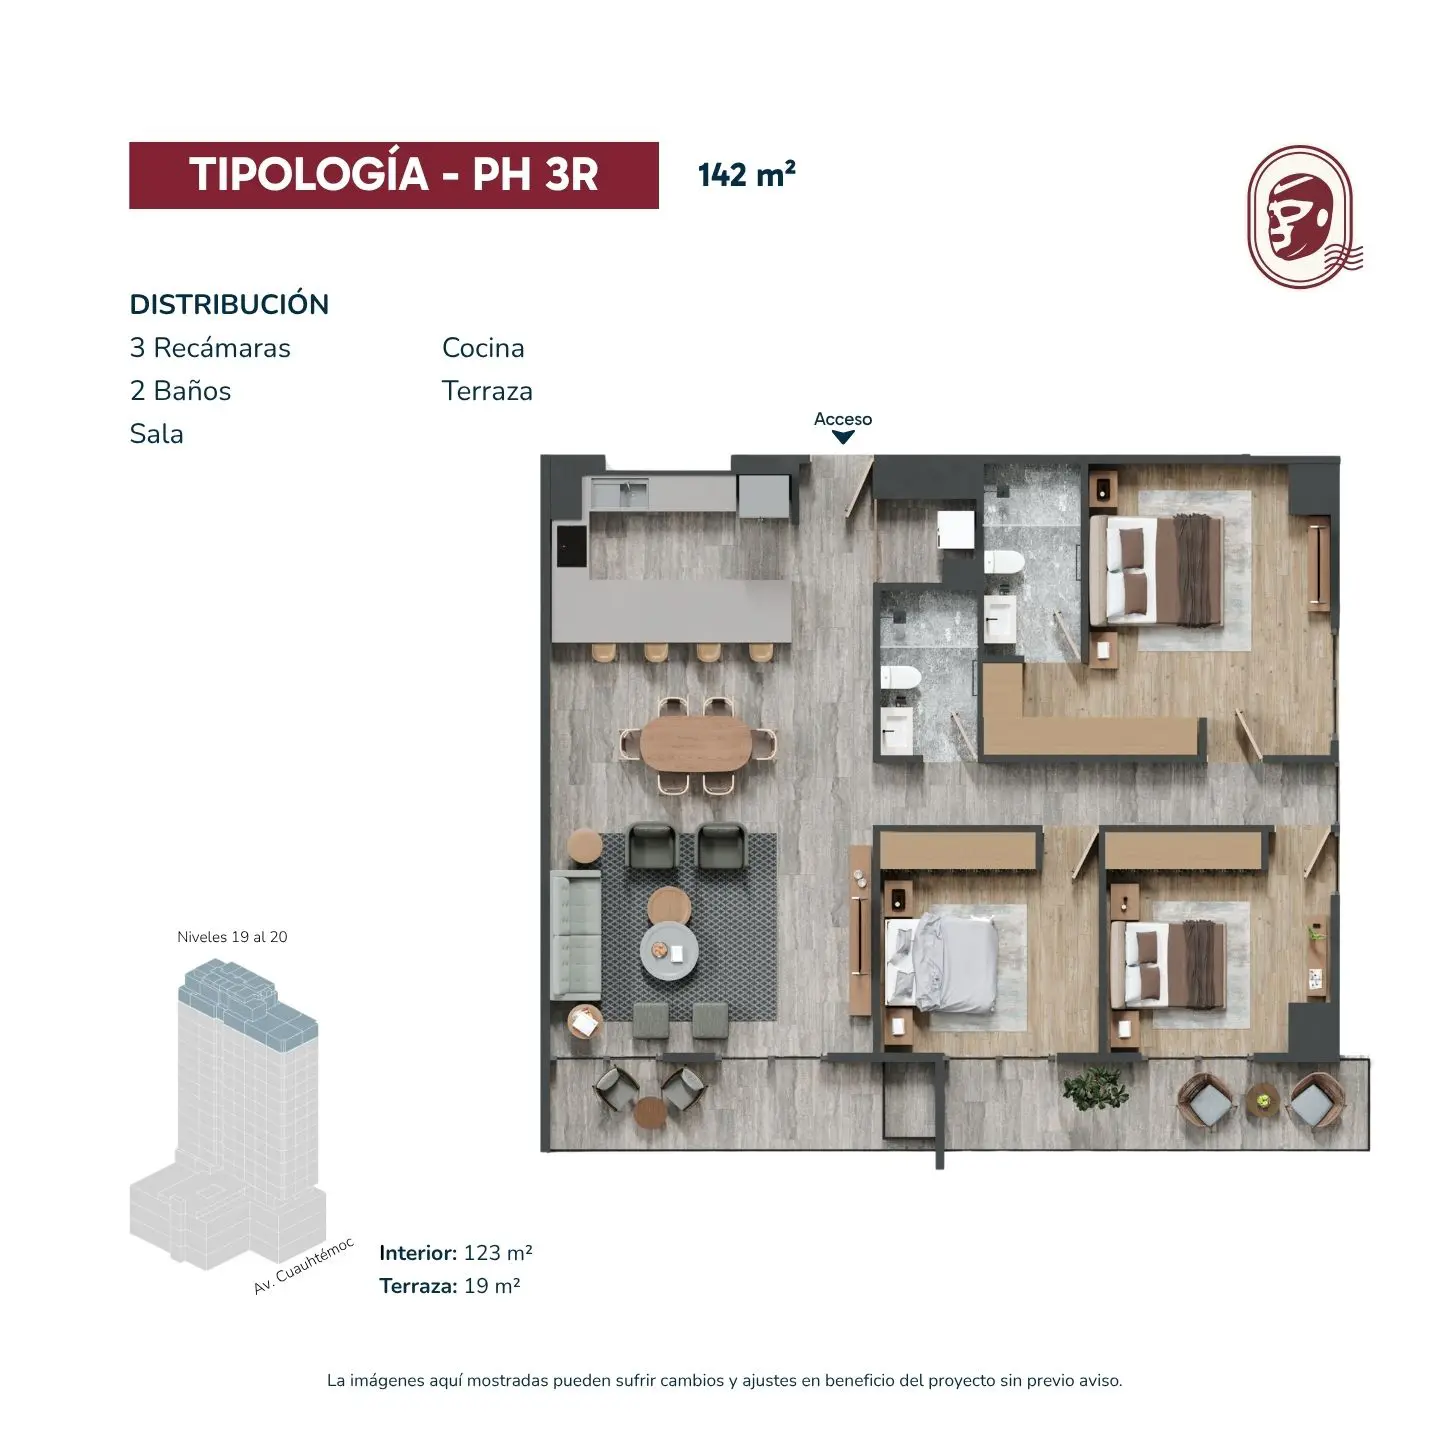 TIPOLOGÍA - PH 3R
142 m²
DISTRIBUCIÓN
3 Recámaras
2 Baños
Sala
Cocina
Terraza
Acceso
Niveles 19 al 20
Av. Cuauhtémoc
Interior: 123 m²
Terraza: 19 m²
La imágenes aquí mostradas pueden sufrir cambios y ajustes en beneficio del proyecto sin previo aviso.